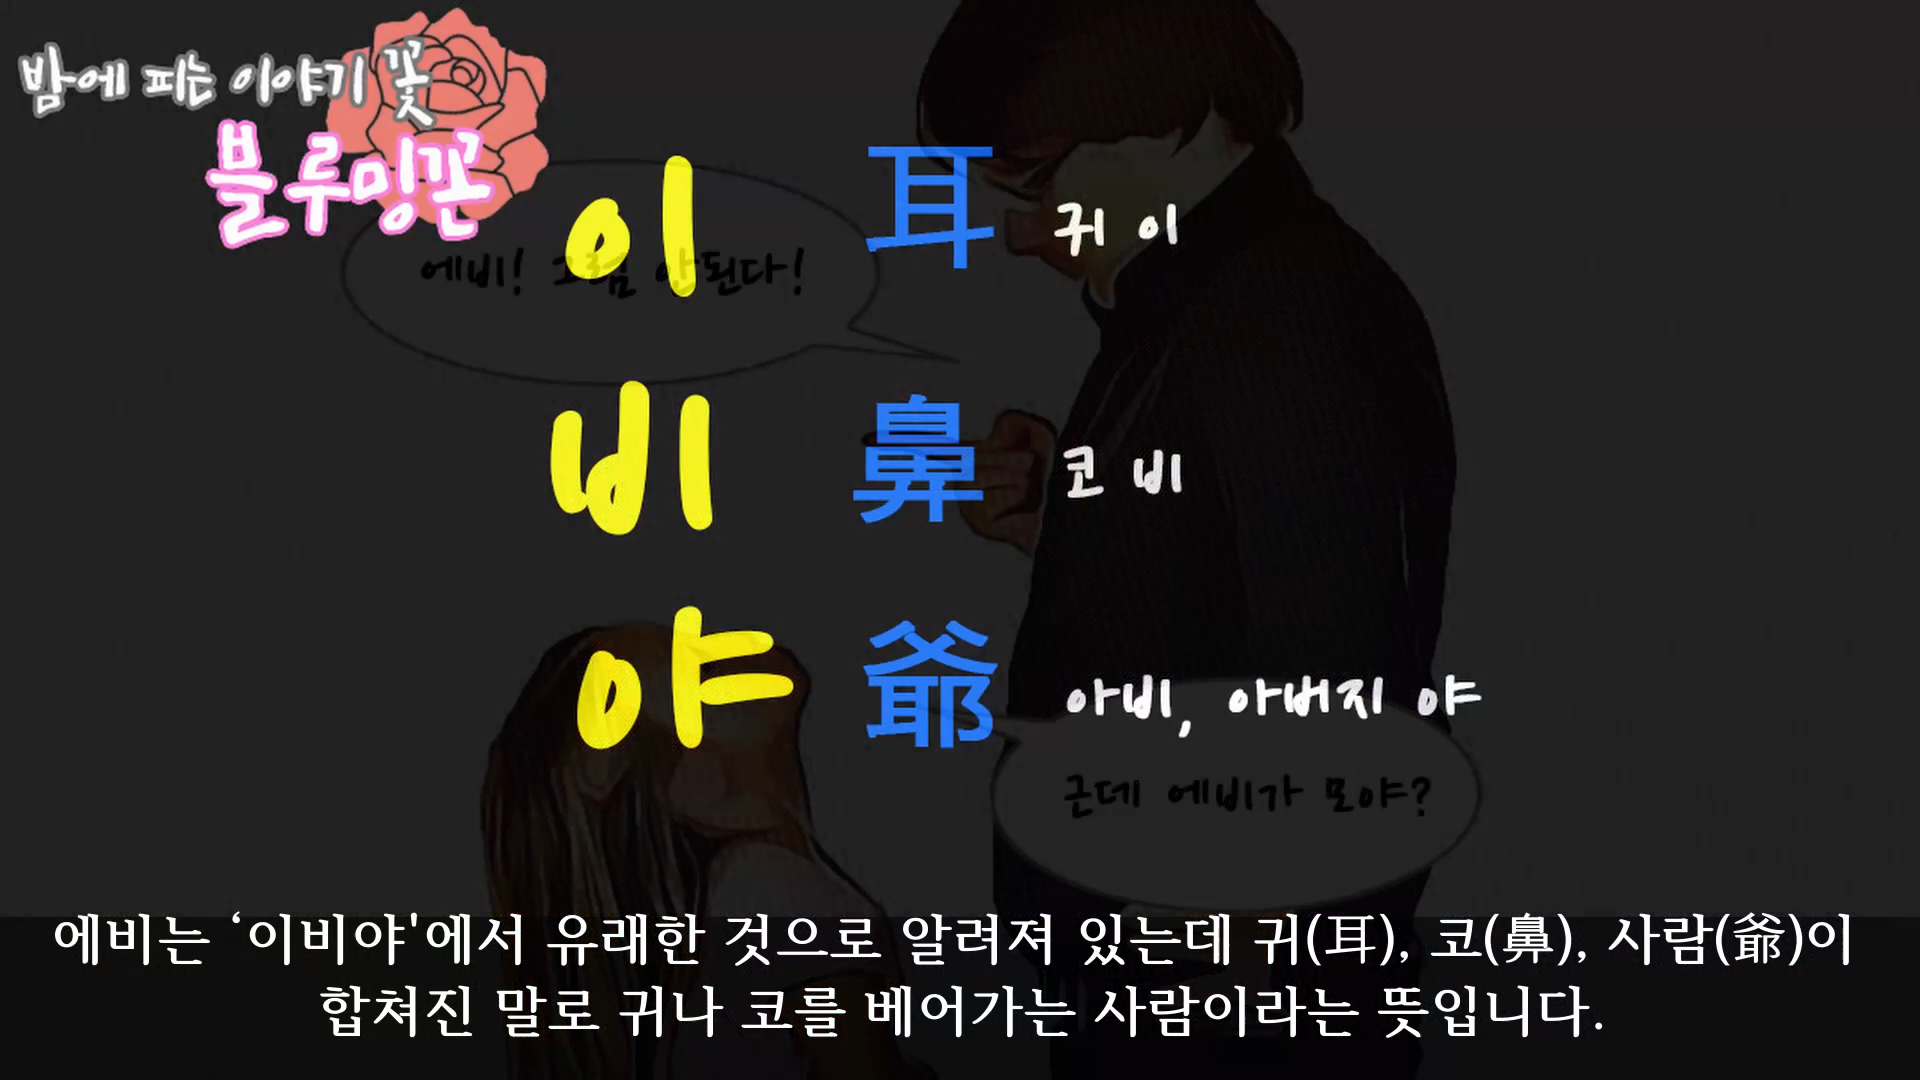 밤에 피는 이야기 꽃
블루밍꼰
에비! 그럼 안된다!
이 耳 귀 이
비 鼻 코 비
야 爺 아비, 아버지 야
근데 에비가 모야?
에비는 ‘이비야'에서 유래한 것으로 알려져 있는데 귀(耳), 코(鼻), 사람(爺)이
합쳐진 말로 귀나 코를 베어가는 사람이라는 뜻입니다.